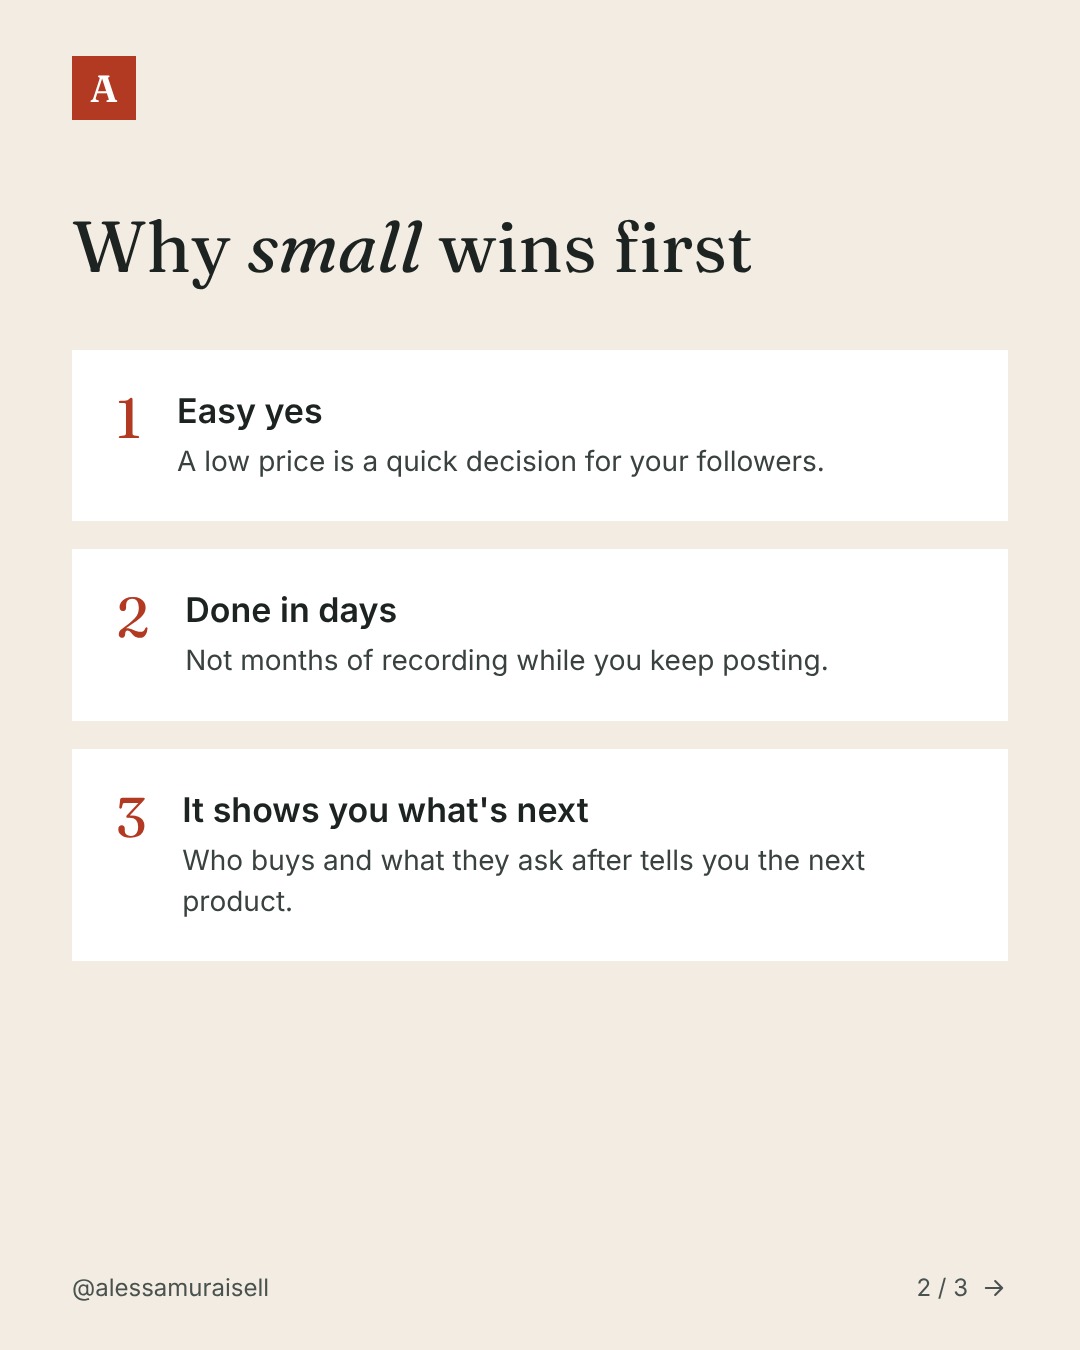 A
Why small wins first
1
Easy yes
A low price is a quick decision for your followers.
2
Done in days
Not months of recording while you keep posting.
3
It shows you what's next
Who buys and what they ask after tells you the next
product.
@alessamuraisell
2 / 3 →